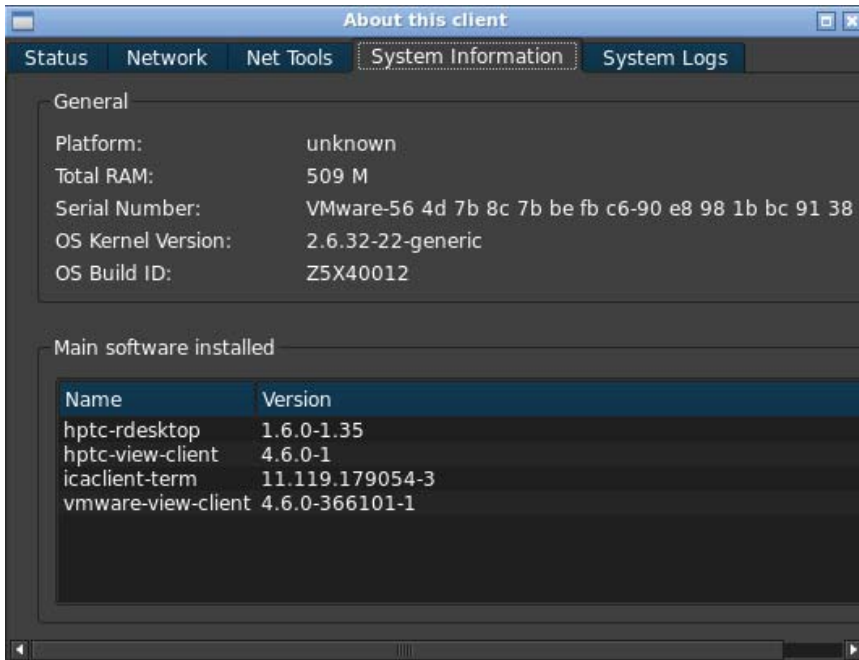 About this client
Status Network Net Tools System Information System Logs
General
Platform: unknown
Total RAM: 509 M
Serial Number: VMware-56 4d 7b 8c 7b be fb c6-90 e8 98 1b bc 91 38
OS Kernel Version: 2.6.32-22-generic
OS Build ID: Z5X40012
Main software installed
Name Version
hptc-rdesktop 1.6.0-1.35
hptc-view-client 4.6.0-1
icaclient-term 11.119.179054-3
vmware-view-client 4.6.0-366101-1